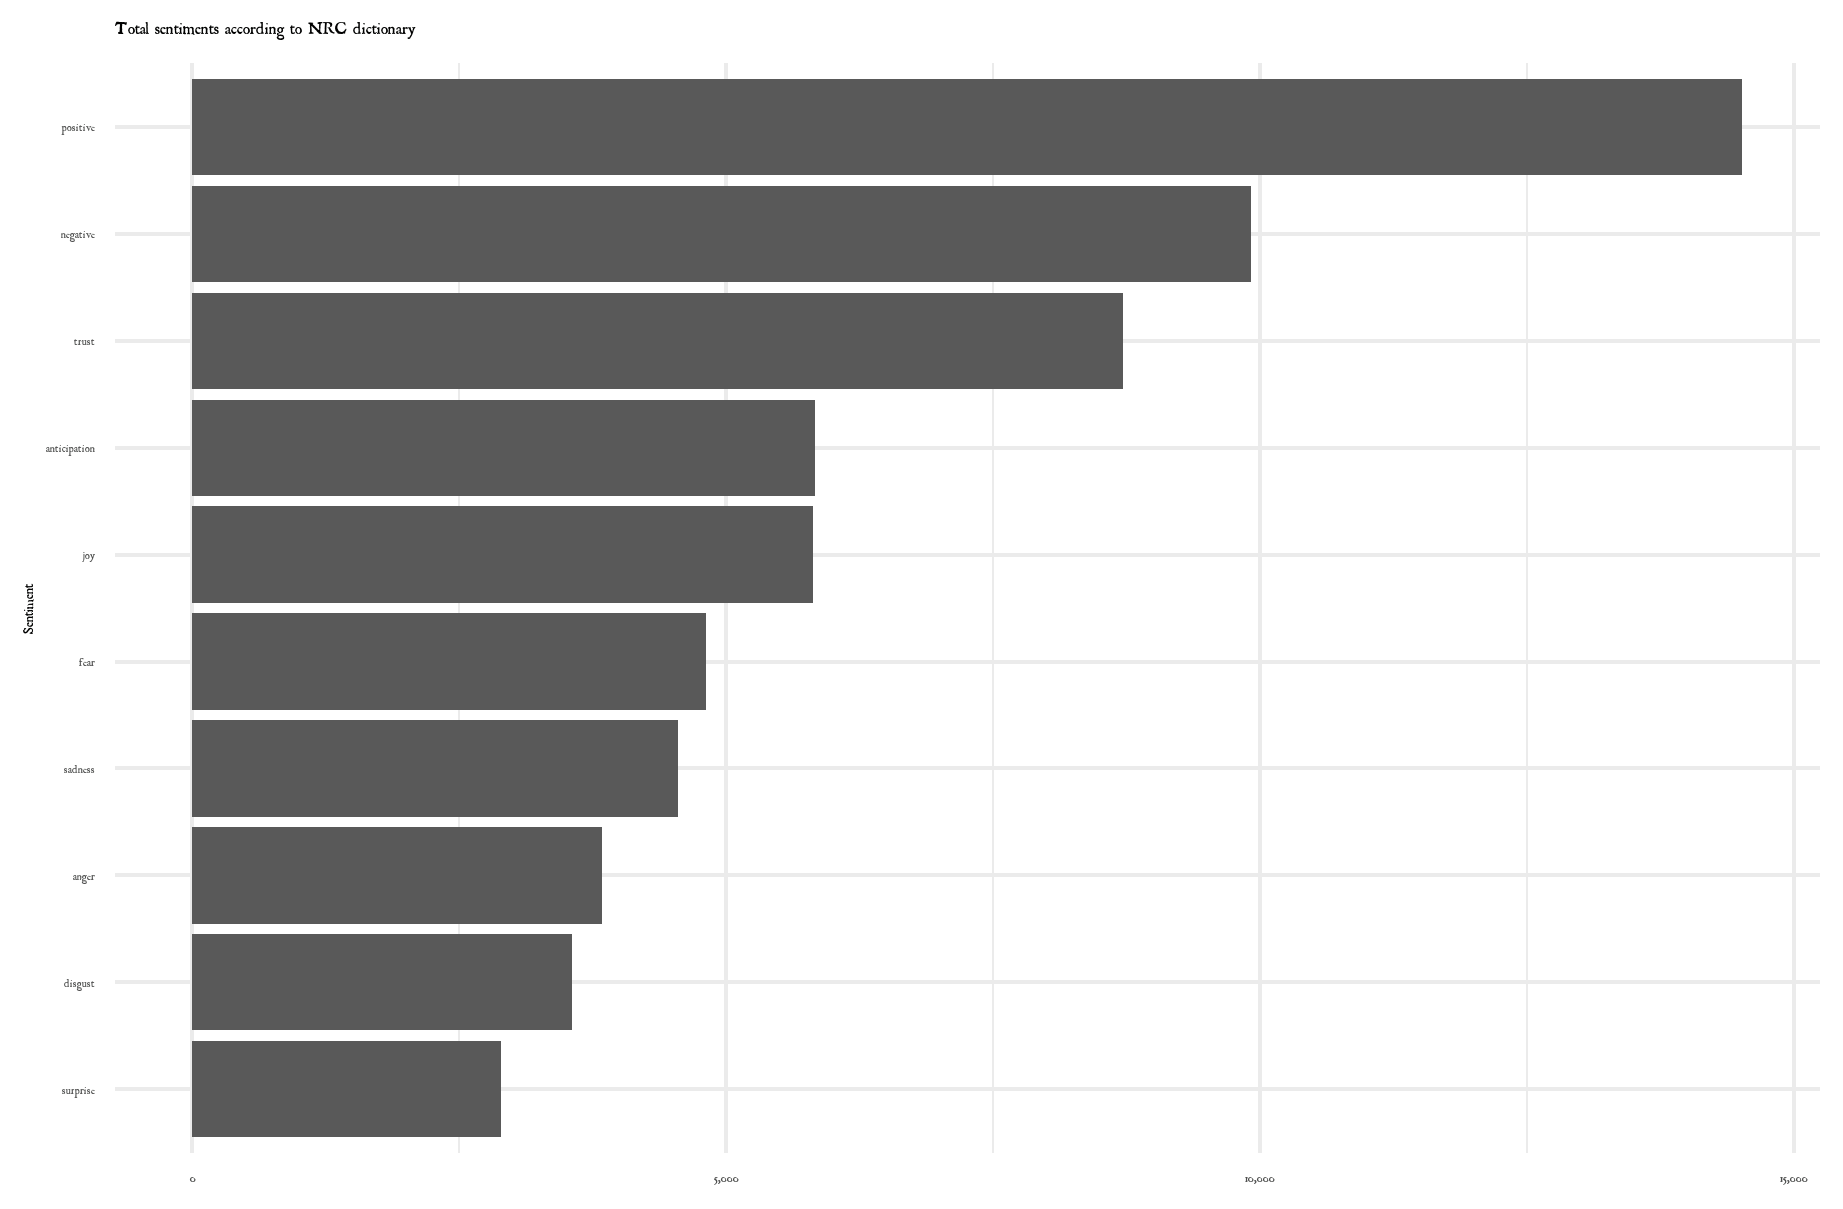 Total sentiments according to NRC dictionary
positive
negative
trust
anticipation
joy
fear
sadness
anger
disgust
surprise
Sentiment
0
5,000
10,000
15,000